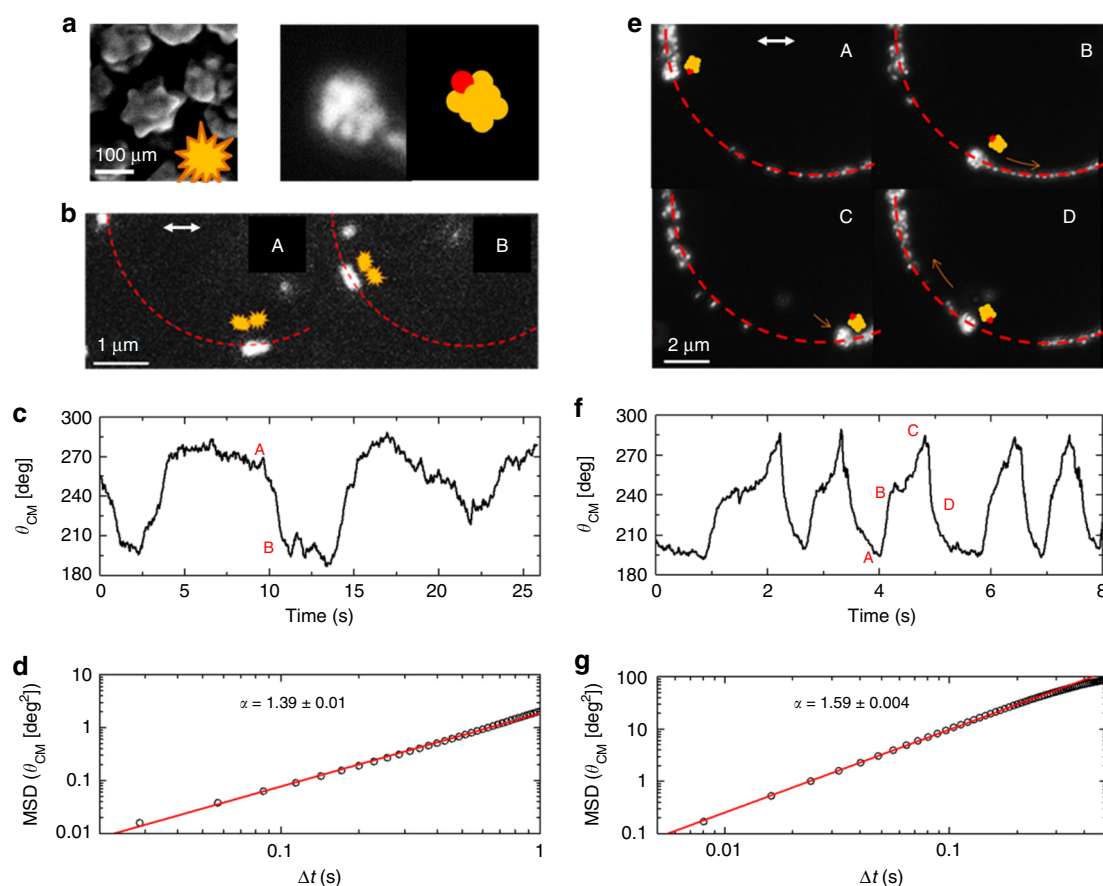 a
100 μm
b
A
B
1 μm
c
300
270
240
210
180
θCM [deg]
A
B
0
5
10
15
20
25
Time (s)
d
10
1
0.1
0.01
MSD (θCM [deg²])
α = 1.39 ± 0.01
0.1
1
Δt (s)
e
A
B
C
D
2 μm
f
300
270
240
210
180
θCM [deg]
C
B
D
A
0
2
4
6
8
Time (s)
g
100
10
1
0.1
MSD (θCM [deg²])
α = 1.59 ± 0.004
0.01
0.1
Δt (s)